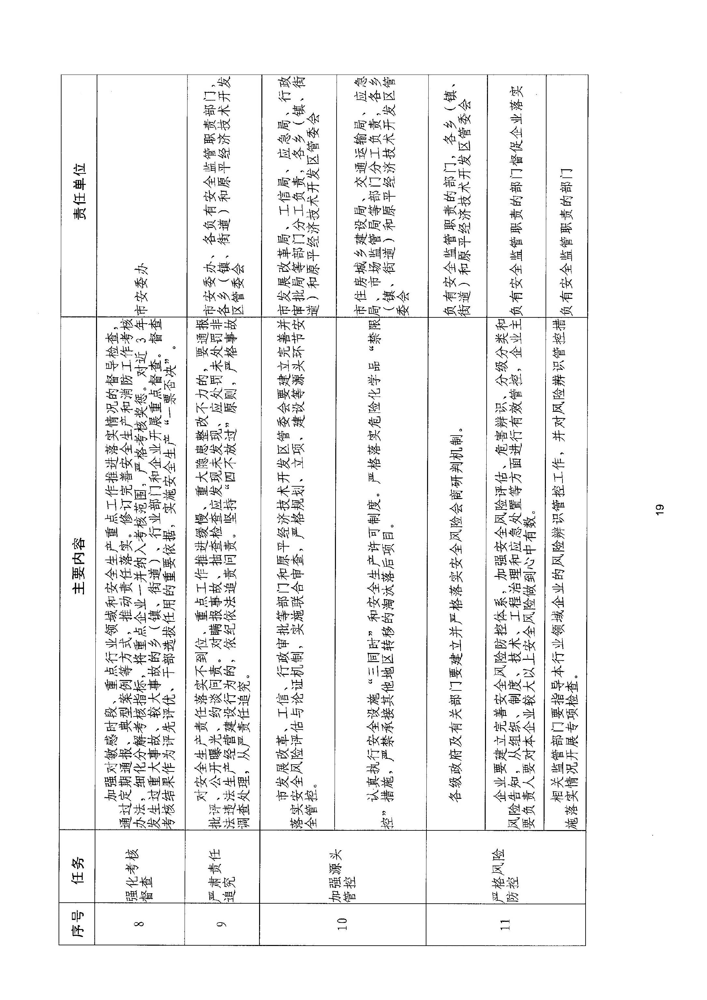 序号 任务 主要内容 责任单位
8
强化考核
督查
加强对敏感时段、重点行业领域和安全生产重点工作推进落实情况的督导检查，
通过定期通报、典型案例等方式，推动责任落实。修订完善安全生产和消防工作考核
办法，细化分解考核指标，将重点企业一并纳入考核范围，严格考核奖惩。对近 3 年
发生过重大事故、较大事故的乡（镇、街道）、行业部门和企业开展重点督查。督查
考核结果作为评先评优、干部选拔任用的重要依据，实施安全生产“一票否决”。
市安委办
9
严肃责任
追究
对安全生产责任落实不到位、重点工作推进缓慢、重大隐患整改不力的，要通报
批评、公开曝光、约谈问责。对瞒报事故、抽查检查应发现未发现、应处罚未处罚非
法违法生产经营建设行为的，依纪依法追责问责。坚持“四不放过”原则，严格事故
调查处理，从严责任追究。
市安委办、各负有安全监管职责部门，
各乡（镇、街道）和原平经济技术开发
区管委会
10
加强源头
管控
市发展改革、工信、行政审批等部门和原平经济技术开发区管委会要建立完善并
落实安全风险评估与论证机制，实施联合审查，严格规划、立项、建设等源头环节安
全管控。
市发展改革局、工信局、应急局、行政
审批局等部门分工负责，各乡（镇、街
道）和原平经济技术开发区管委会
认真执行安全设施“三同时”和安全生产许可制度。严格落实危险化学品“禁限
控”措施，严禁承接其他地区转移的淘汰落后项目。
市住房城乡建设局、交通运输局、应急
局、市场监管局等部门分工负责，各乡
（镇、街道）和原平经济技术开发区管
委会
11
严格风险
防控
各级政府及有关部门要建立并严格落实安全风险会商研判机制。
负有安全监管职责的部门，各乡（镇、
街道）和原平经济技术开发区管委会
企业要建立完善安全风险防控体系，加强安全风险评估、危害辨识、分级分类和
风险告知，从组织、制度、技术、工程治理和应急处置等方面进行有效管控，企业主
要负责人要对本企业较大以上安全风险做到心中有数。
负有安全监管职责的部门督促企业落实
相关监管部门要指导本行业领域企业的风险辨识管控工作，并对风险辨识管控措
施落实情况开展专项检查。
负有安全监管职责的部门
19